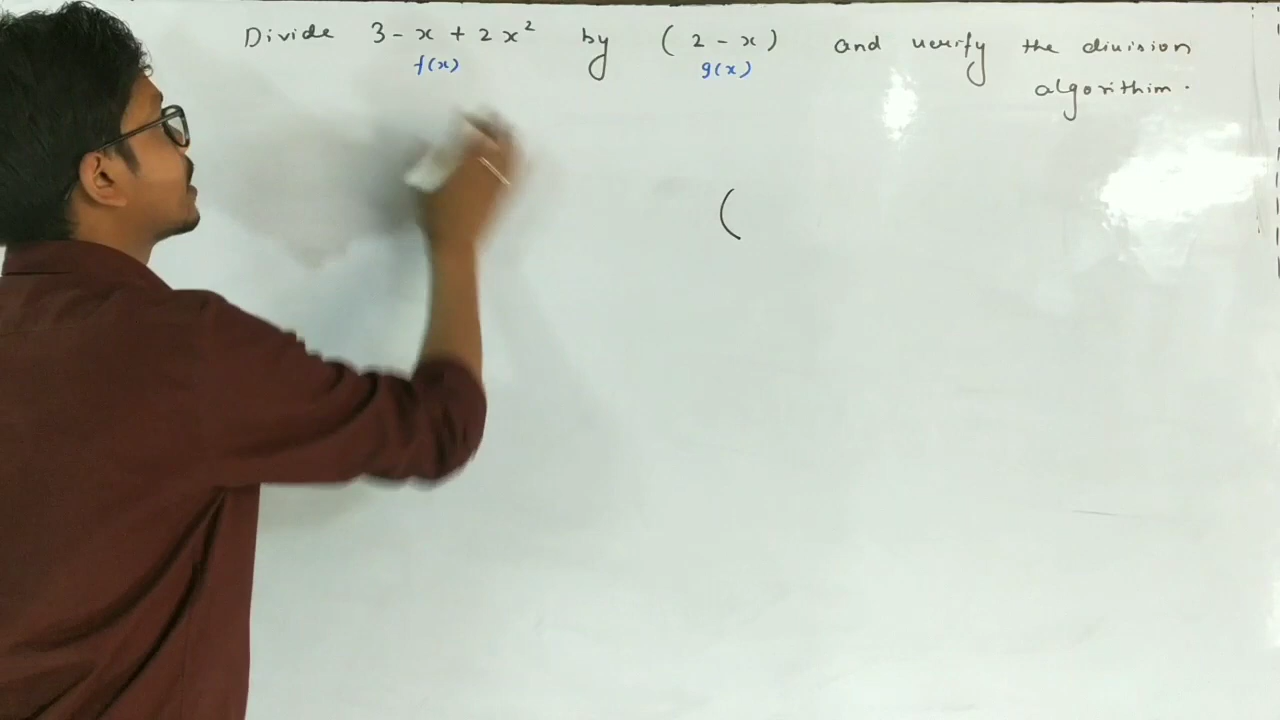 Divide 3 - x + 2x² by (2 - x) and verify the division
f(x) g(x)
algorithim.
(